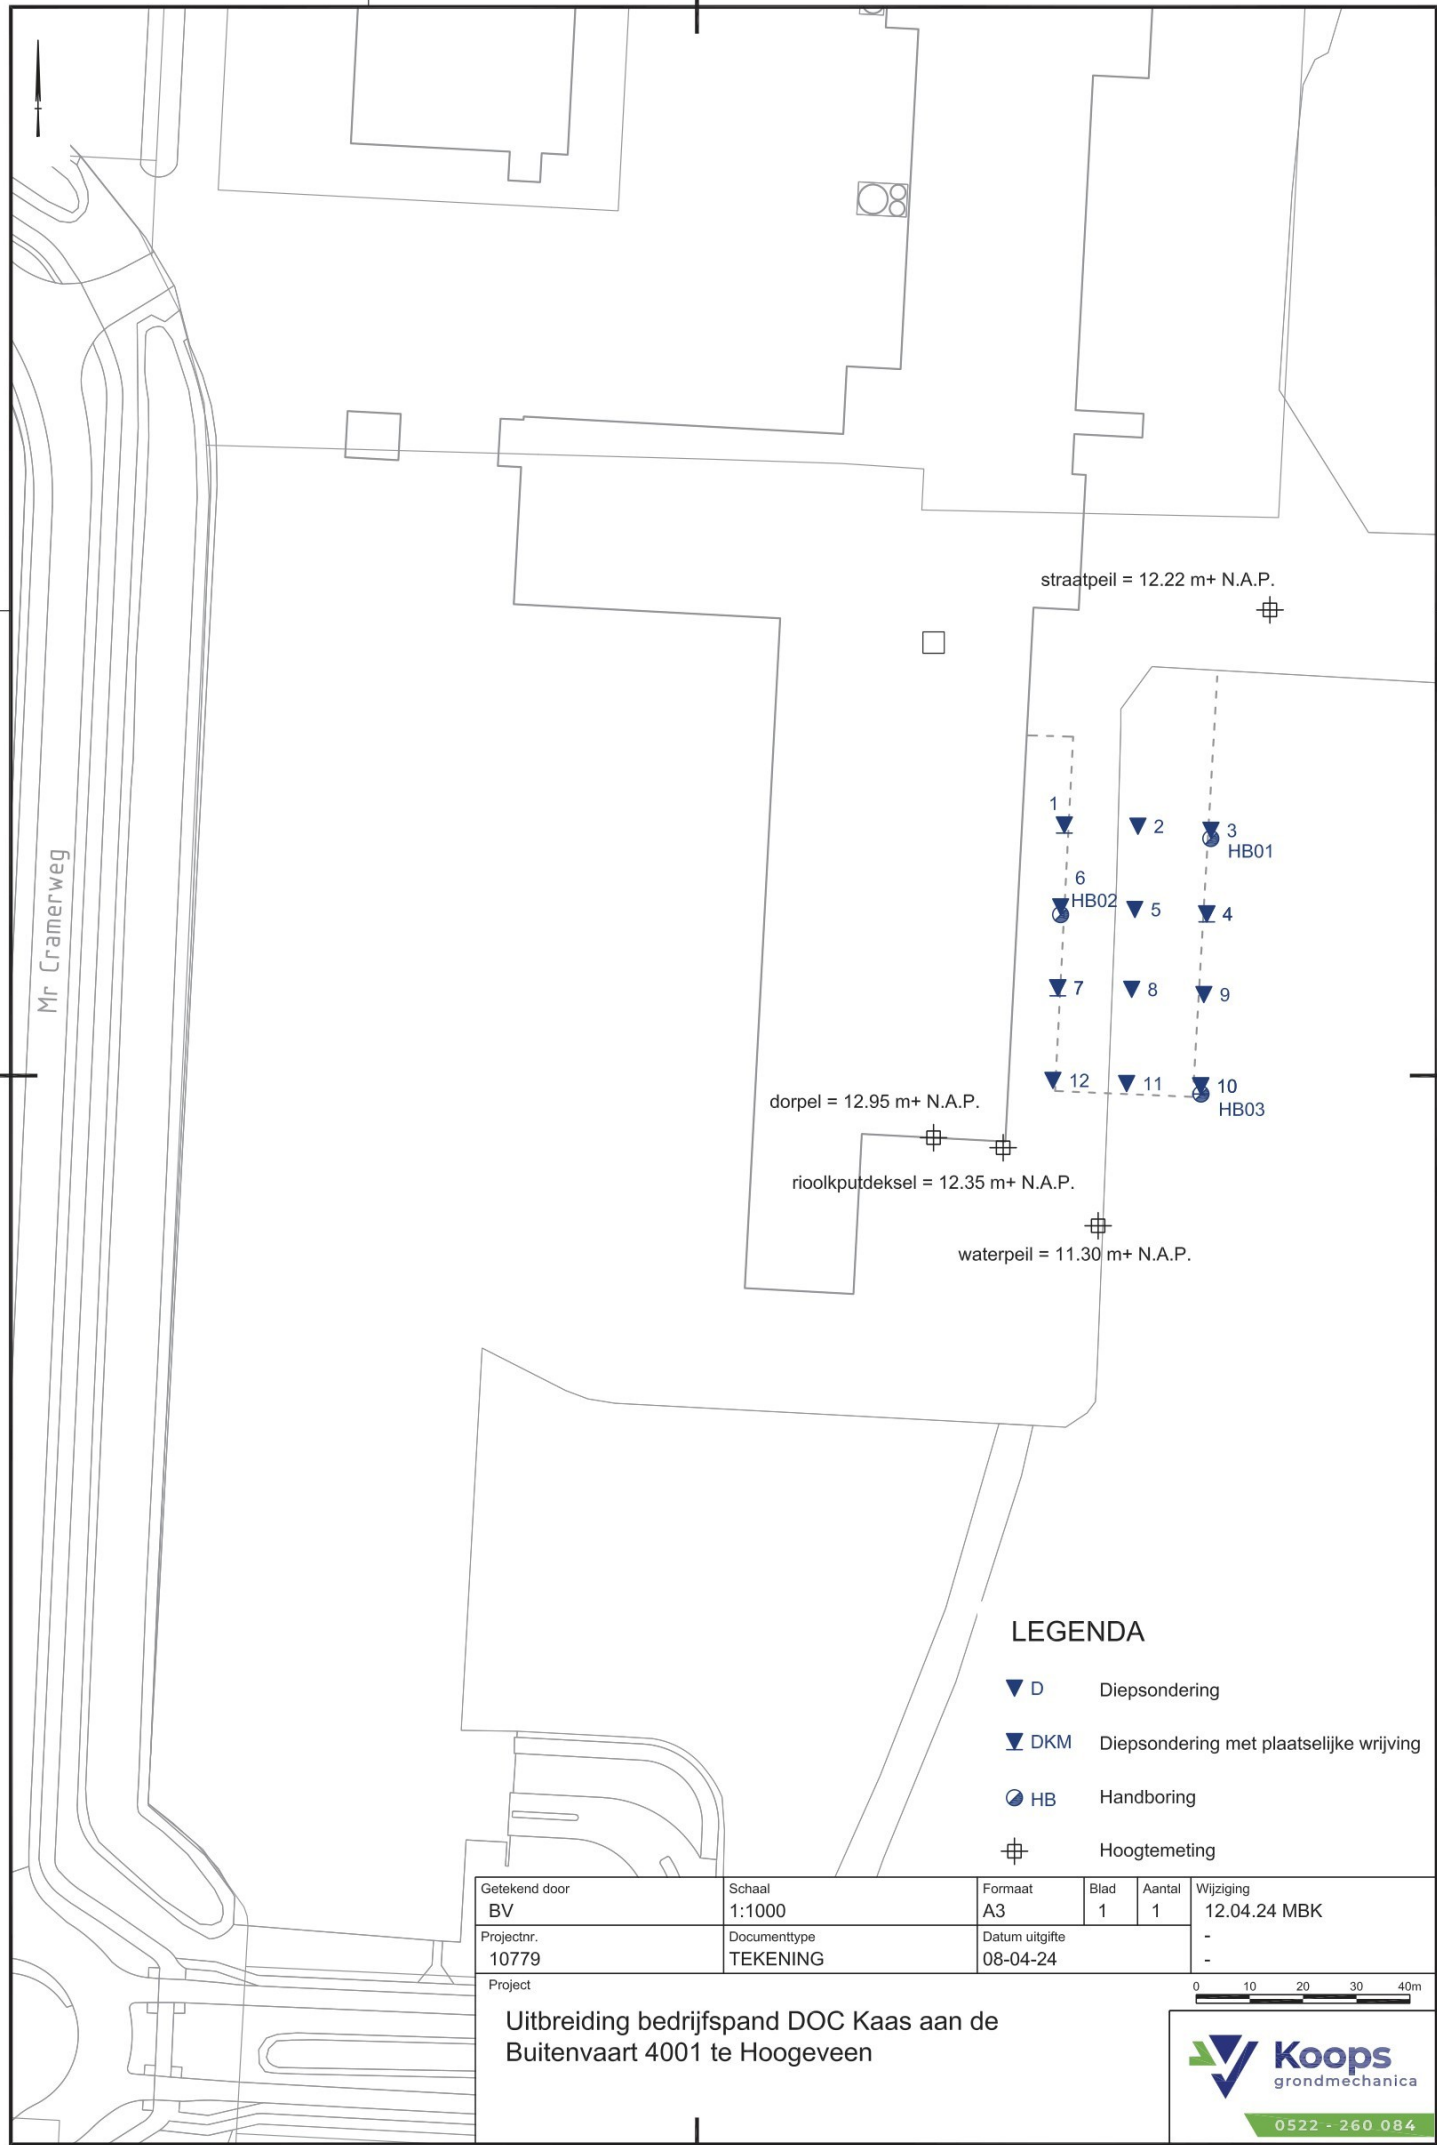 straatpeil = 12.22 m+ N.A.P.
1
2
3
HB01
6
HB02
5
4
7
8
9
12
11
10
HB03
Mr Cramerweg
dorpel = 12.95 m+ N.A.P.
rioolkputdeksel = 12.35 m+ N.A.P.
waterpeil = 11.30 m+ N.A.P.
LEGENDA
D Diepsondering
DKM Diepsondering met plaatselijke wrijving
HB Handboring
Hoogtemeting
Getekend door Schaal Formaat Blad Aantal Wijziging
BV 1:1000 A3 1 1 12.04.24 MBK
Projectnr. Documenttype Datum uitgifte -
10779 TEKENING 08-04-24 -
Project
0 10 20 30 40m
Uitbreiding bedrijfspand DOC Kaas aan de
Buitenvaart 4001 te Hoogeveen
Koops
grondmechanica
0522 - 260 084